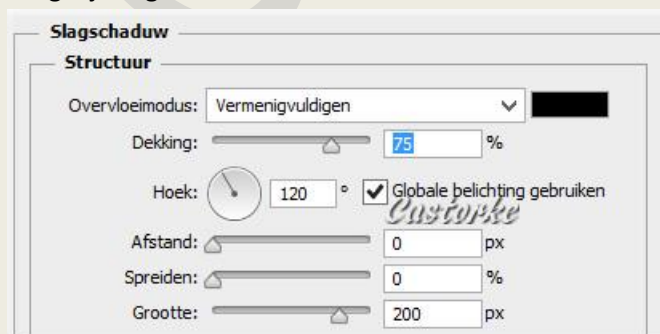 Slagschaduw
Structuur
Overvloeimodus: Vermenigvuldigen
Dekking: 75 %
Hoek: 120 ° Globale belichting gebruiken
Castorke
Afstand: 0 px
Spreiden: 0 %
Grootte: 200 px